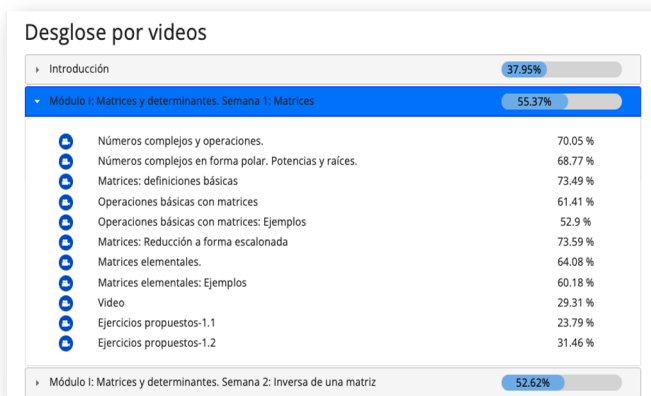 Desglose por videos
Introducción 37.95%
Módulo I: Matrices y determinantes. Semana 1: Matrices 55.37%
Números complejos y operaciones. 70.05 %
Números complejos en forma polar. Potencias y raíces. 68.77 %
Matrices: definiciones básicas 73.49 %
Operaciones básicas con matrices 61.41 %
Operaciones básicas con matrices: Ejemplos 52.9 %
Matrices: Reducción a forma escalonada 73.59 %
Matrices elementales. 64.08 %
Matrices elementales: Ejemplos 60.18 %
Video 29.31 %
Ejercicios propuestos-1.1 23.79 %
Ejercicios propuestos-1.2 31.46 %
Módulo I: Matrices y determinantes. Semana 2: Inversa de una matriz 52.62%